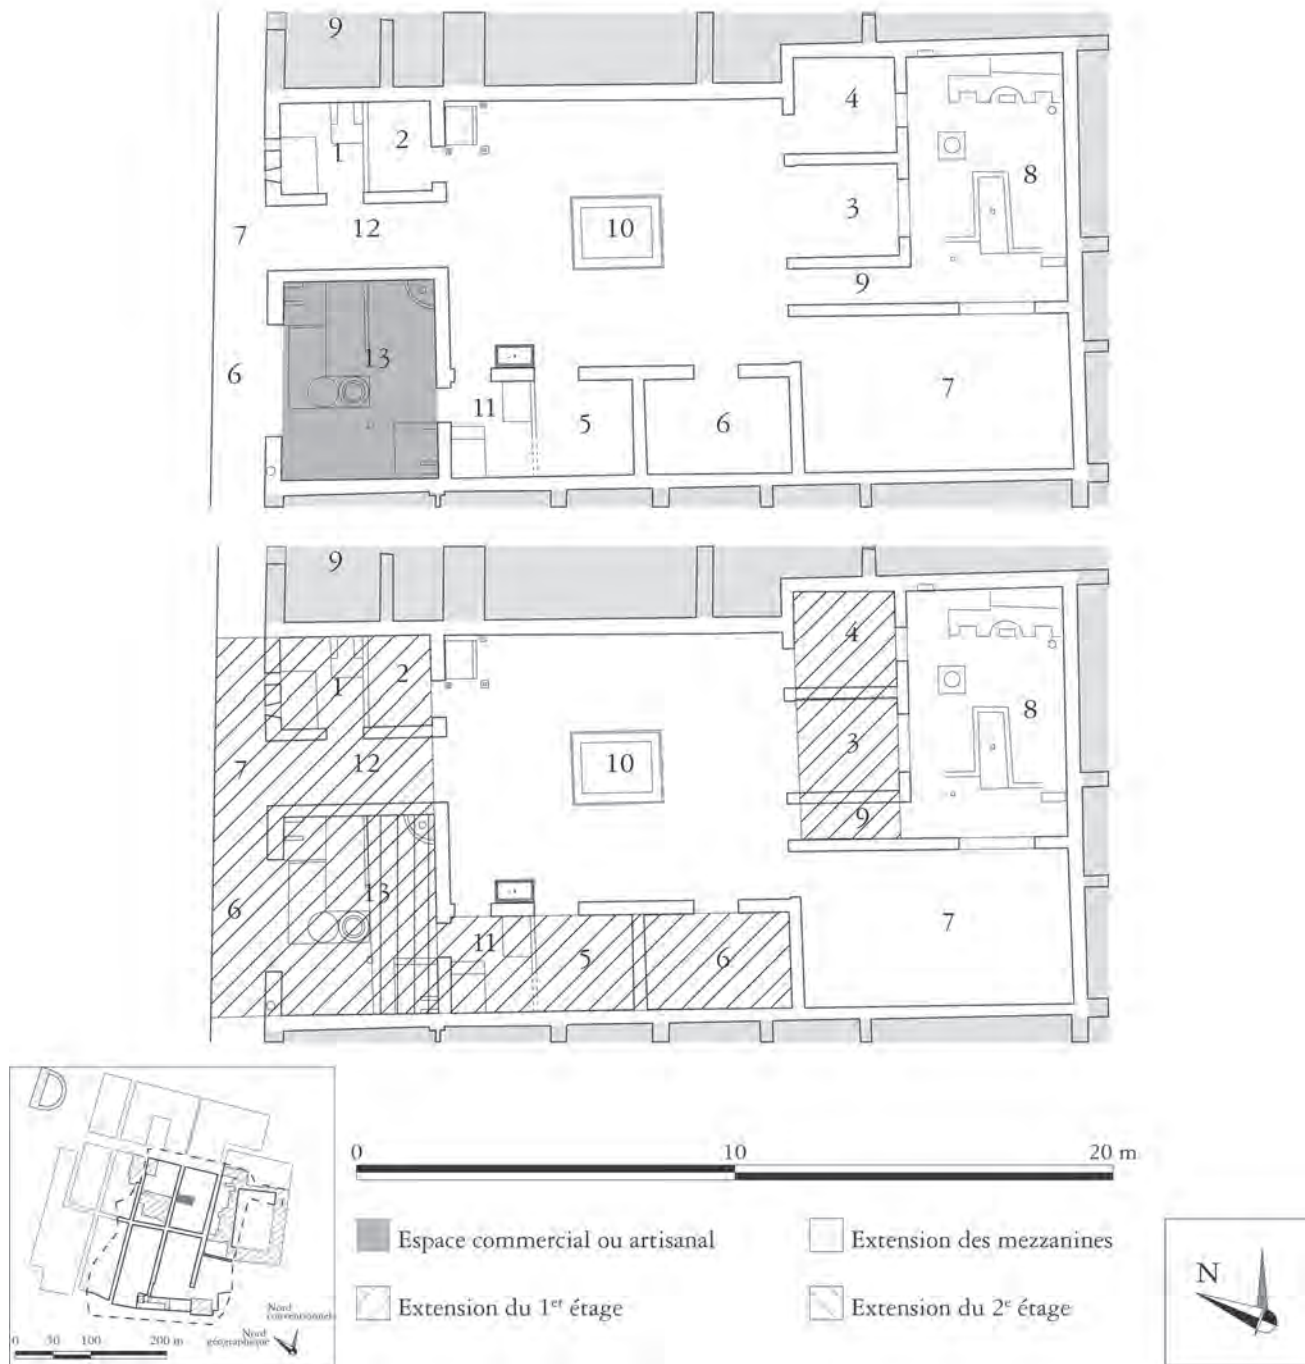 9
4
1
2
8
3
7
12
10
9
13
6
7
11
5
6
9
4
1
2
8
3
7
12
10
9
13
6
7
11
5
6
0 10 20 m
Espace commercial ou artisanal
Extension des mezzanines
Extension du 1er étage
Extension du 2e étage
Nord
conventionnel
Nord
géographique
0 50 100 200 m
N